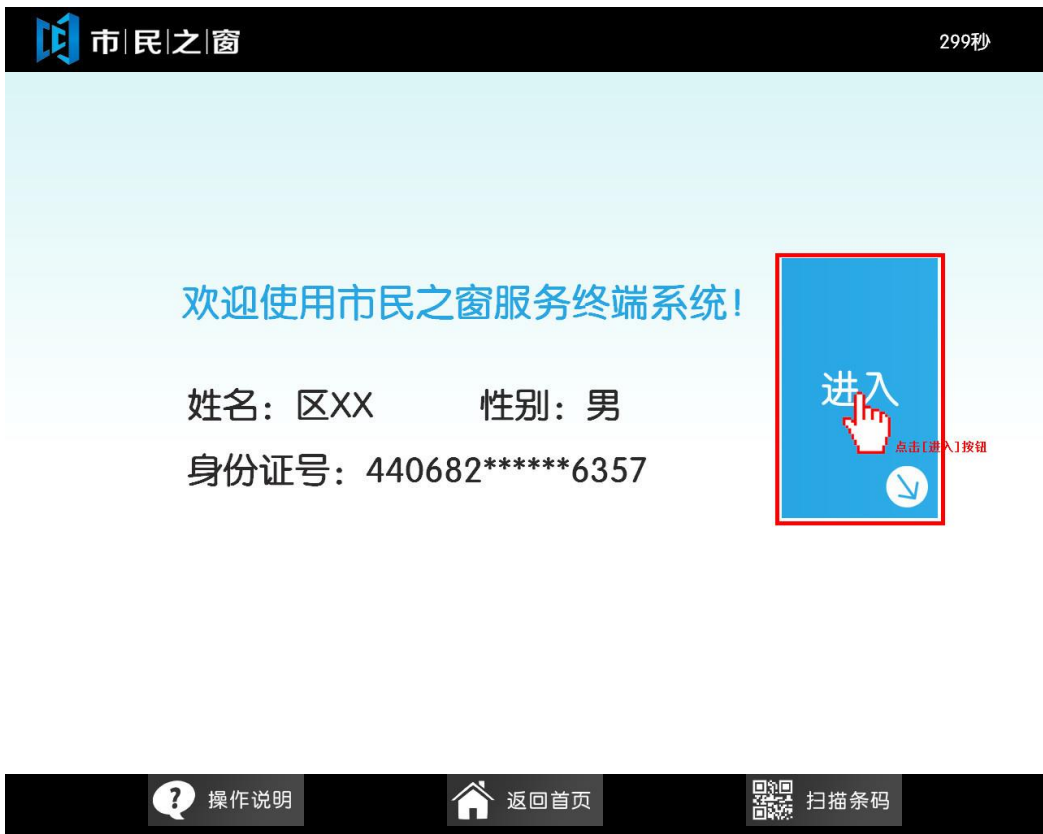 市民之窗
299秒
欢迎使用市民之窗服务终端系统!
姓名：区XX 性别：男
身份证号：440682******6357
进入
点击[进入]按钮
? 操作说明
返回首页
扫描条码